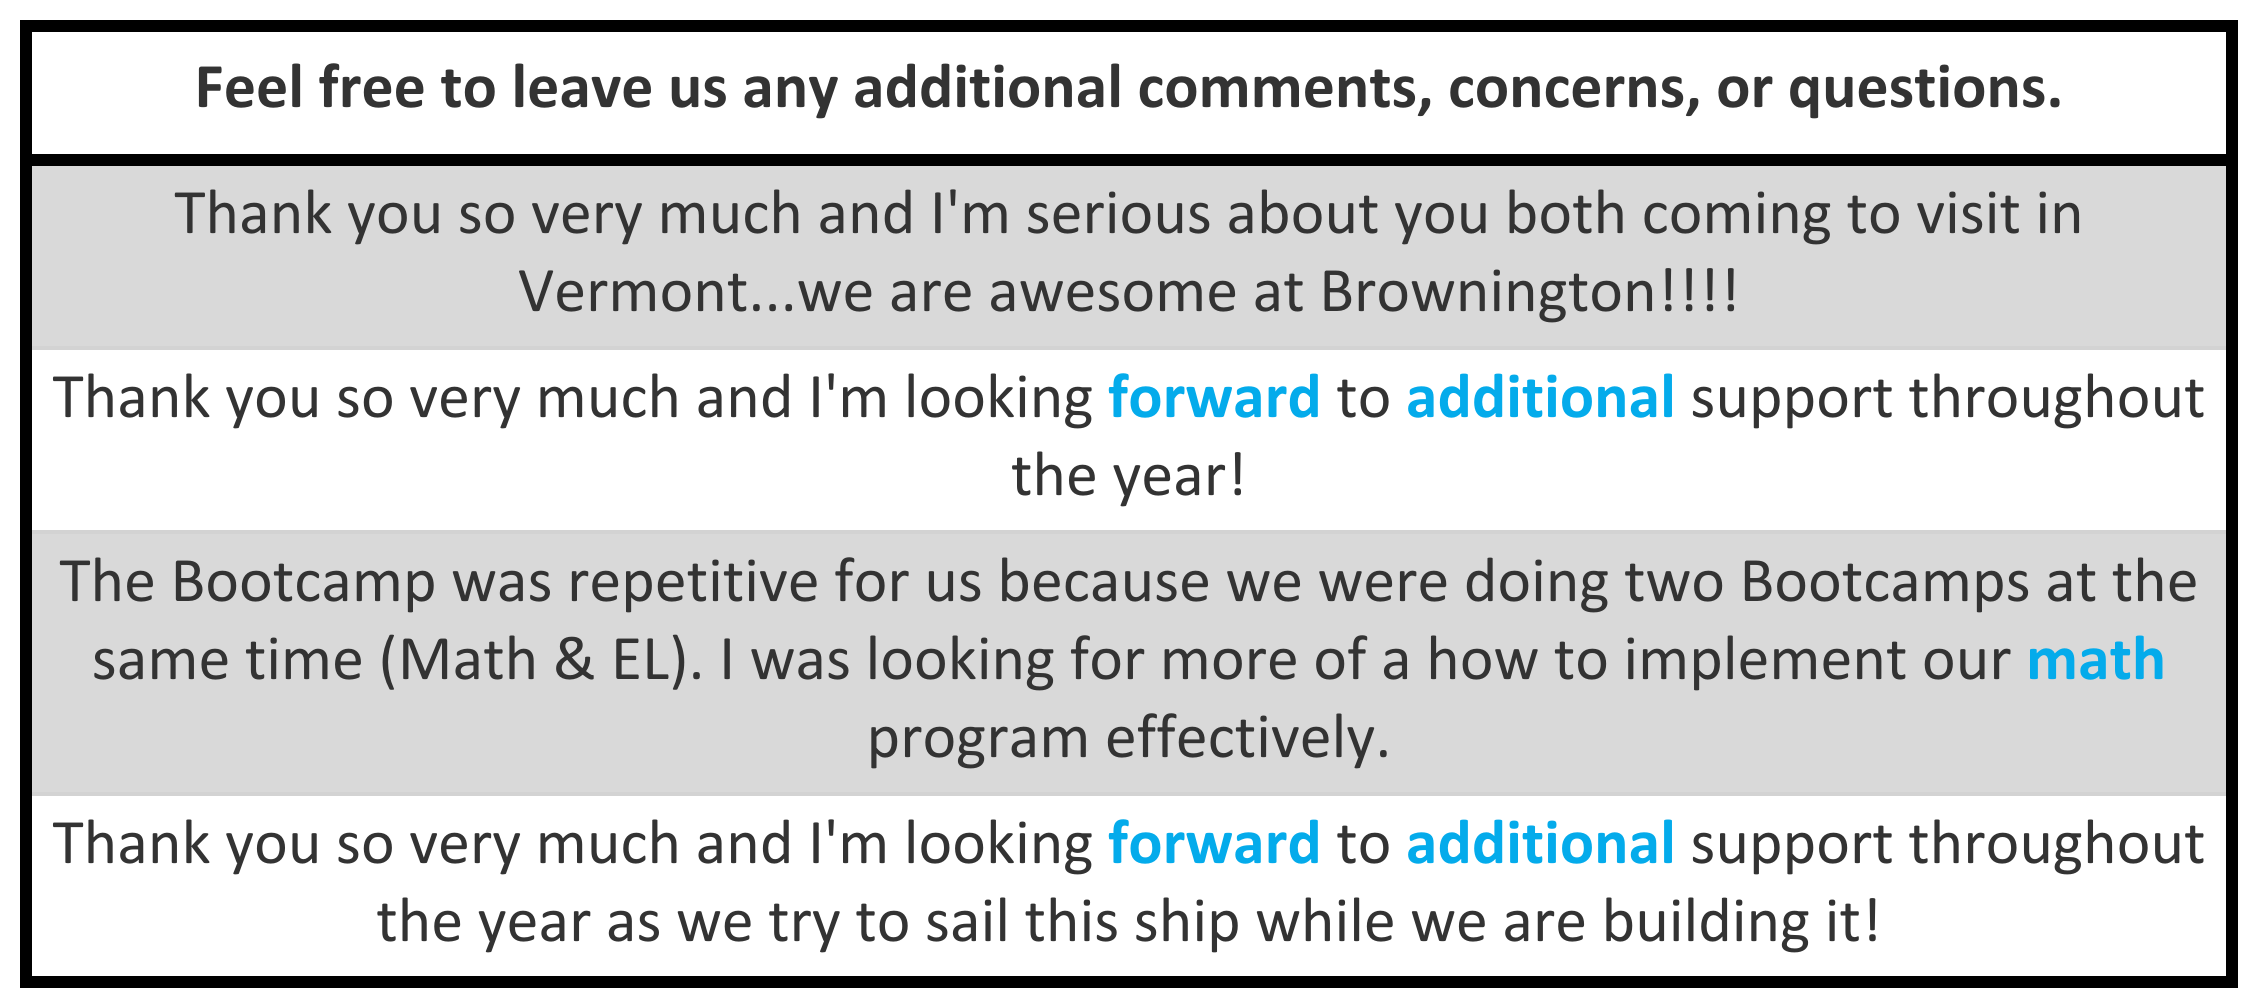 Feel free to leave us any additional comments, concerns, or questions.
Thank you so very much and I'm serious about you both coming to visit in
Vermont...we are awesome at Brownington!!!!
Thank you so very much and I'm looking forward to additional support throughout
the year!
The Bootcamp was repetitive for us because we were doing two Bootcamps at the
same time (Math & EL). I was looking for more of a how to implement our math
program effectively.
Thank you so very much and I'm looking forward to additional support throughout
the year as we try to sail this ship while we are building it!